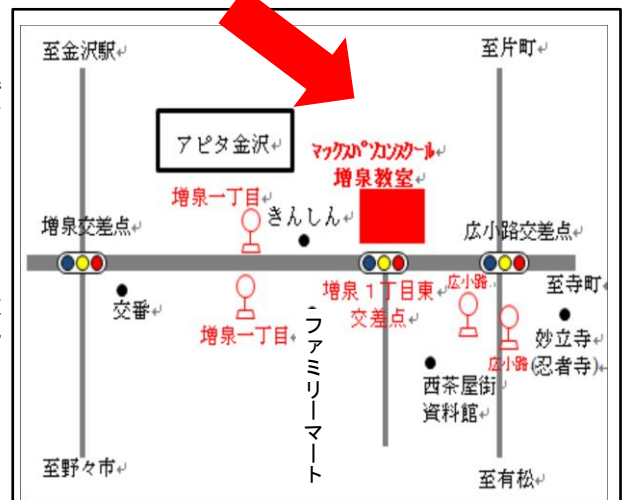 至金沢駅
至片町
アピタ金沢
マックスパソコンスクール
増泉教室
増泉一丁目
きんしん
増泉交差点
広小路交差点
交番
増泉一丁目
ファミリーマート
増泉1丁目東
交差点
広小路
至寺町
妙立寺
(忍者寺)
広小路
西茶屋街
資料館
至野々市
至有松